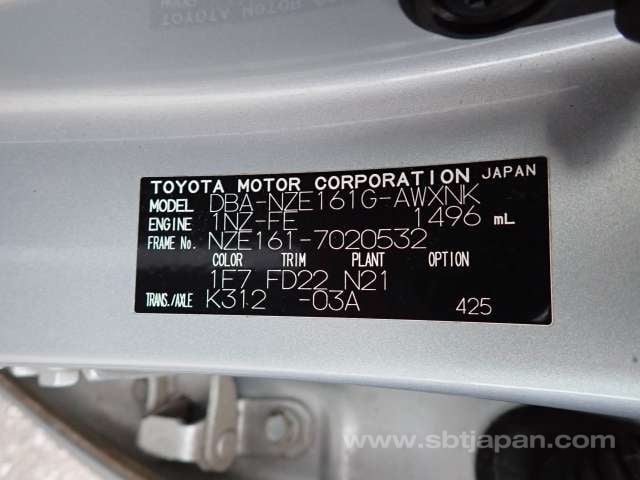 TOYOTA MOTOR CORPORATION JAPAN
MODEL DBA-NZE161G-AWXNK
ENGINE 1NZ-FE 1496 mL
FRAME No. NZE161-7020532
COLOR TRIM PLANT OPTION
1E7 FD22 N21
TRANS./AXLE K312 -03A 425
www.sbtjapan.com